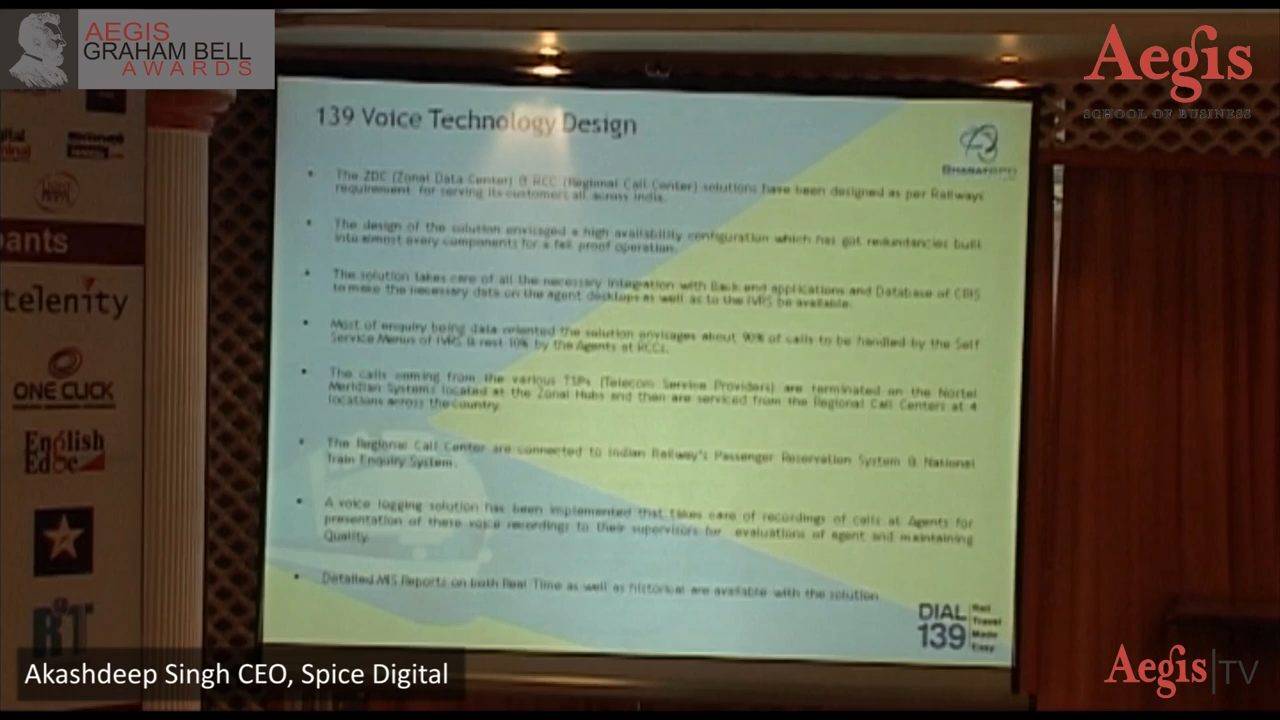 AEGIS
GRAHAM BELL
AWARDS
Aegis
SCHOOL OF BUSINESS
139 Voice Technology Design
• The ZDC (Zonal Data Center) & RCC (Regional Call Center) solutions have been designed as per Railways
requirement for serving its customers all across India.
• The design of the solution envisaged a high availability configuration which has got redundancies built
into almost every components for a fail proof operation.
• The solution takes care of all the necessary integration with Back end applications and Database of CRIS
to make the necessary data on the agent desktops as well as to the IVRS be available.
• Most of enquiry being data oriented the solution envisages about 90% of calls to be handled by the Self
Service Menus of IVRS & rest 10% by the Agents at RCCs.
• The calls coming from the various TSPs (Telecom Service Providers) are terminated on the Nortel
Meridian Systems located at the Zonal Hubs and then are serviced from the Regional Call Centers at 4
locations across the country.
• The Regional Call Center are connected to Indian Railway's Passenger Reservation System & National
Train Enquiry System.
• A voice logging solution has been implemented that takes care of recordings of calls at Agents for
presentation of these voice recordings to their supervisors for evaluations of agent and maintaining
Quality.
• Detailed MIS Reports on both Real Time as well as historical are available with the solution
DIAL
139
Rail
Travel
Made
Easy
pants
telenity
ONE CLICK
English
Edge
Akashdeep Singh CEO, Spice Digital
Aegis|TV